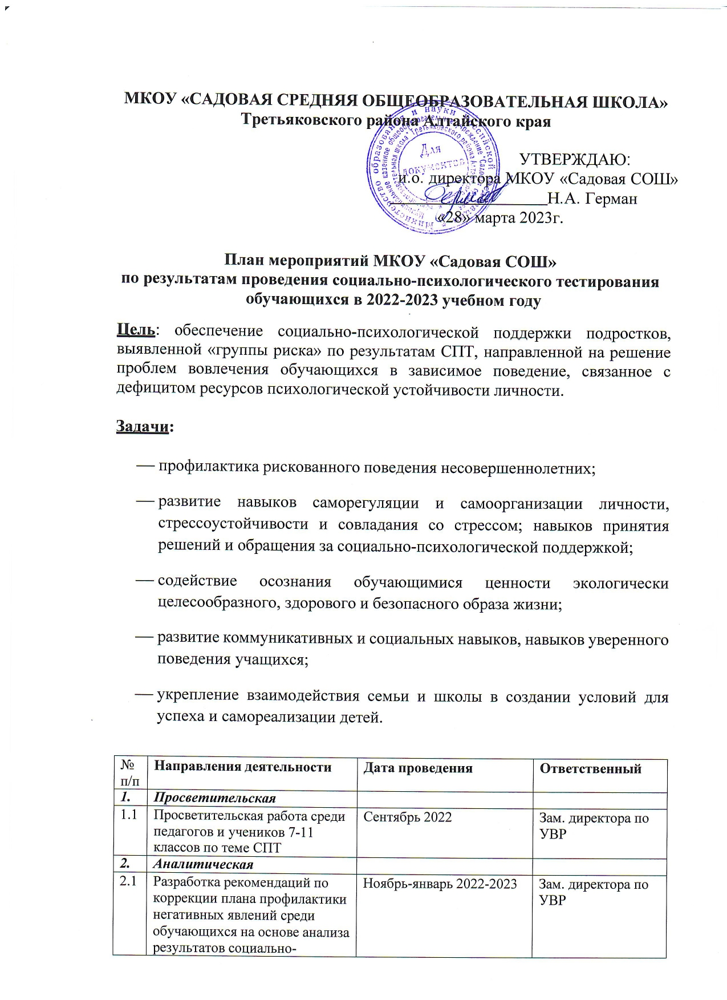 МКОУ «САДОВАЯ СРЕДНЯЯ ОБЩЕОБРАЗОВАТЕЛЬНАЯ ШКОЛА»
Третьяковского района Алтайского края
Для
документов
УТВЕРЖДАЮ:
и.о. директора МКОУ «Садовая СОШ»
Н.А. Герман
«28» марта 2023г.
План мероприятий МКОУ «Садовая СОШ»
по результатам проведения социально-психологического тестирования
обучающихся в 2022-2023 учебном году
Цель: обеспечение социально-психологической поддержки подростков,
выявленной «группы риска» по результатам СПТ, направленной на решение
проблем вовлечения обучающихся в зависимое поведение, связанное с
дефицитом ресурсов психологической устойчивости личности.
Задачи:
— профилактика рискованного поведения несовершеннолетних;
— развитие навыков саморегуляции и самоорганизации личности,
стрессоустойчивости и совладания со стрессом; навыков принятия
решений и обращения за социально-психологической поддержкой;
— содействие осознания обучающимися ценности экологически
целесообразного, здорового и безопасного образа жизни;
— развитие коммуникативных и социальных навыков, навыков уверенного
поведения учащихся;
— укрепление взаимодействия семьи и школы в создании условий для
успеха и самореализации детей.
№ Направления деятельности Дата проведения Ответственный
п/п
1. Просветительская
1.1 Просветительская работа среди Сентябрь 2022 Зам. директора по
педагогов и учеников 7-11 УВР
классов по теме СПТ
2. Аналитическая
2.1 Разработка рекомендаций по Ноябрь-январь 2022-2023 Зам. директора по
коррекции плана профилактики УВР
негативных явлений среди
обучающихся на основе анализа
результатов социально-